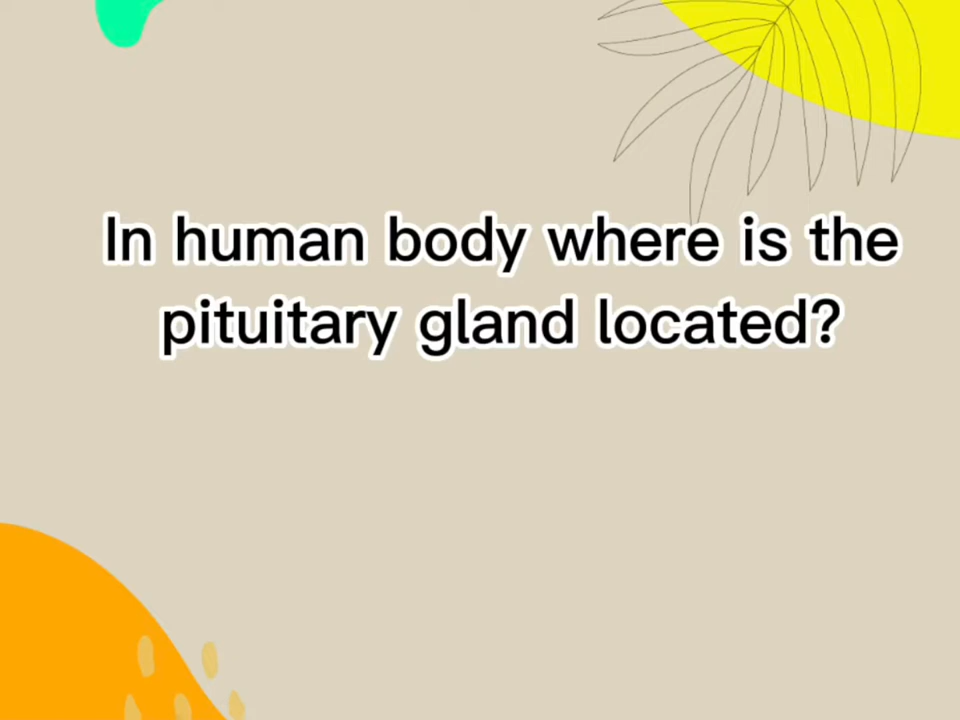 In human body where is the
pituitary gland located?